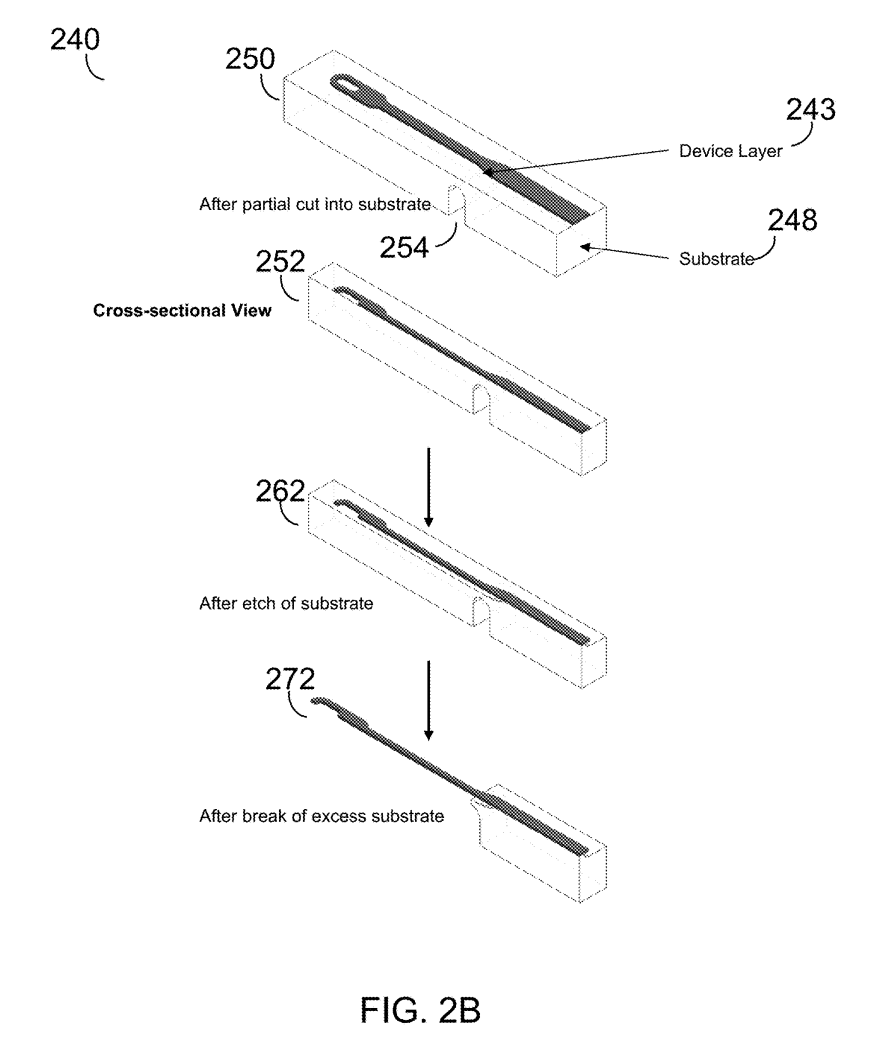 240
250
243
Device Layer
After partial cut into substrate
254
248
Substrate
252
Cross-sectional View
262
After etch of substrate
272
After break of excess substrate
FIG. 2B